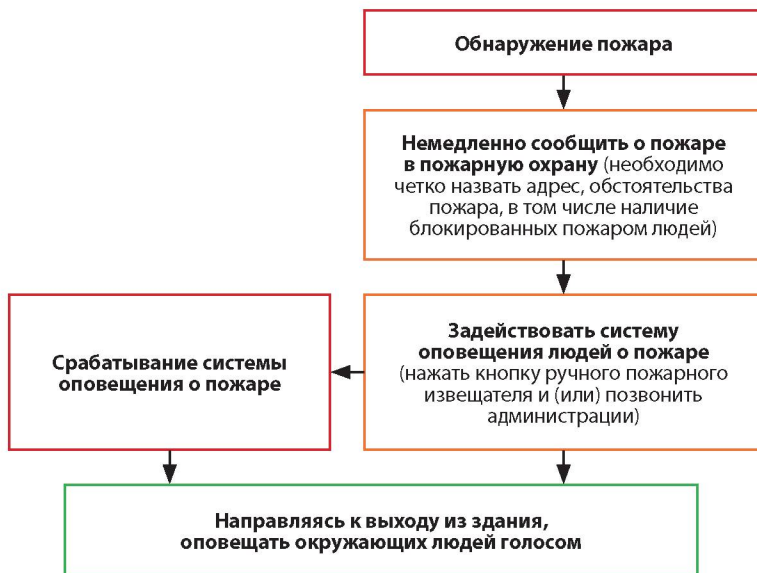 Обнаружение пожара
Немедленно сообщить о пожаре
в пожарную охрану (необходимо
четко назвать адрес, обстоятельства
пожара, в том числе наличие
блокированных пожаром людей)
Срабатывание системы
оповещения о пожаре
Задействовать систему
оповещения людей о пожаре
(нажать кнопку ручного пожарного
извещателя и (или) позвонить
администрации)
Направляясь к выходу из здания,
оповещать окружающих людей голосом